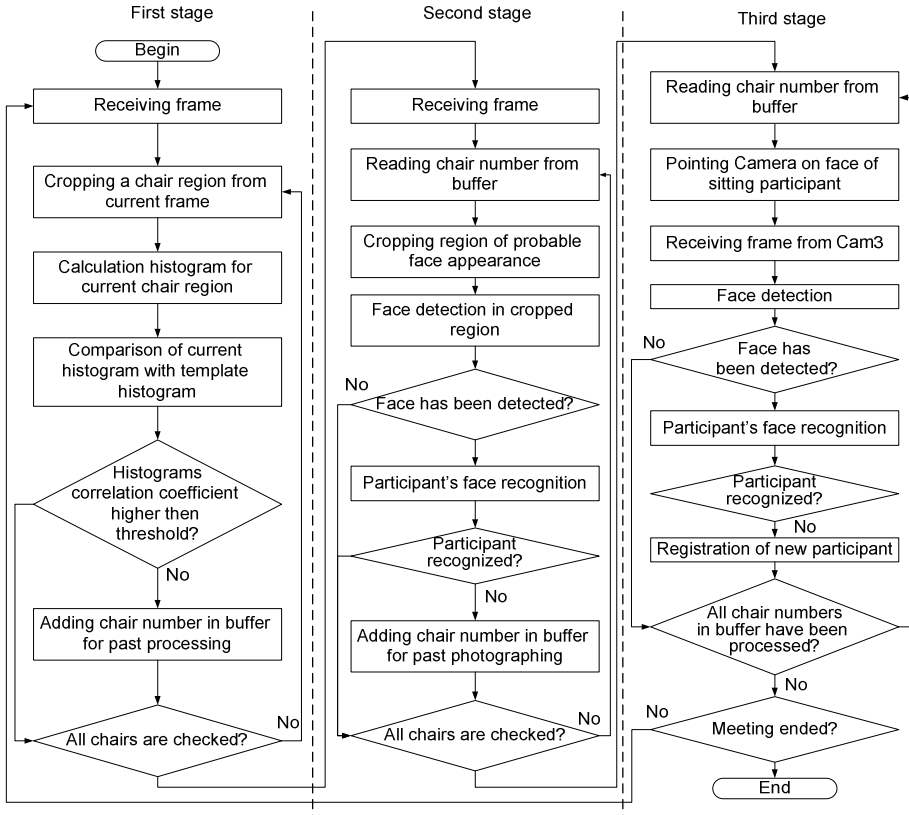 First stage
Begin
Receiving frame
Cropping a chair region from
current frame
Calculation histogram for
current chair region
Comparison of current
histogram with template
histogram
Histograms
correlation coefficient
higher then
threshold?
No
Adding chair number in buffer
for past processing
All chairs are checked?
No
Second stage
Receiving frame
Reading chair number from
buffer
Cropping region of probable
face appearance
Face detection in cropped
region
No
Face has been detected?
Participant's face recognition
Participant
recognized?
No
Adding chair number in buffer
for past photographing
All chairs are checked?
No
Third stage
Reading chair number from
buffer
Pointing Camera on face of
sitting participant
Receiving frame from Cam3
Face detection
No
Face has
been detected?
Participant's face recognition
Participant
recognized?
No
Registration of new participant
All chair numbers
in buffer have been
processed?
No
No
Meeting ended?
End